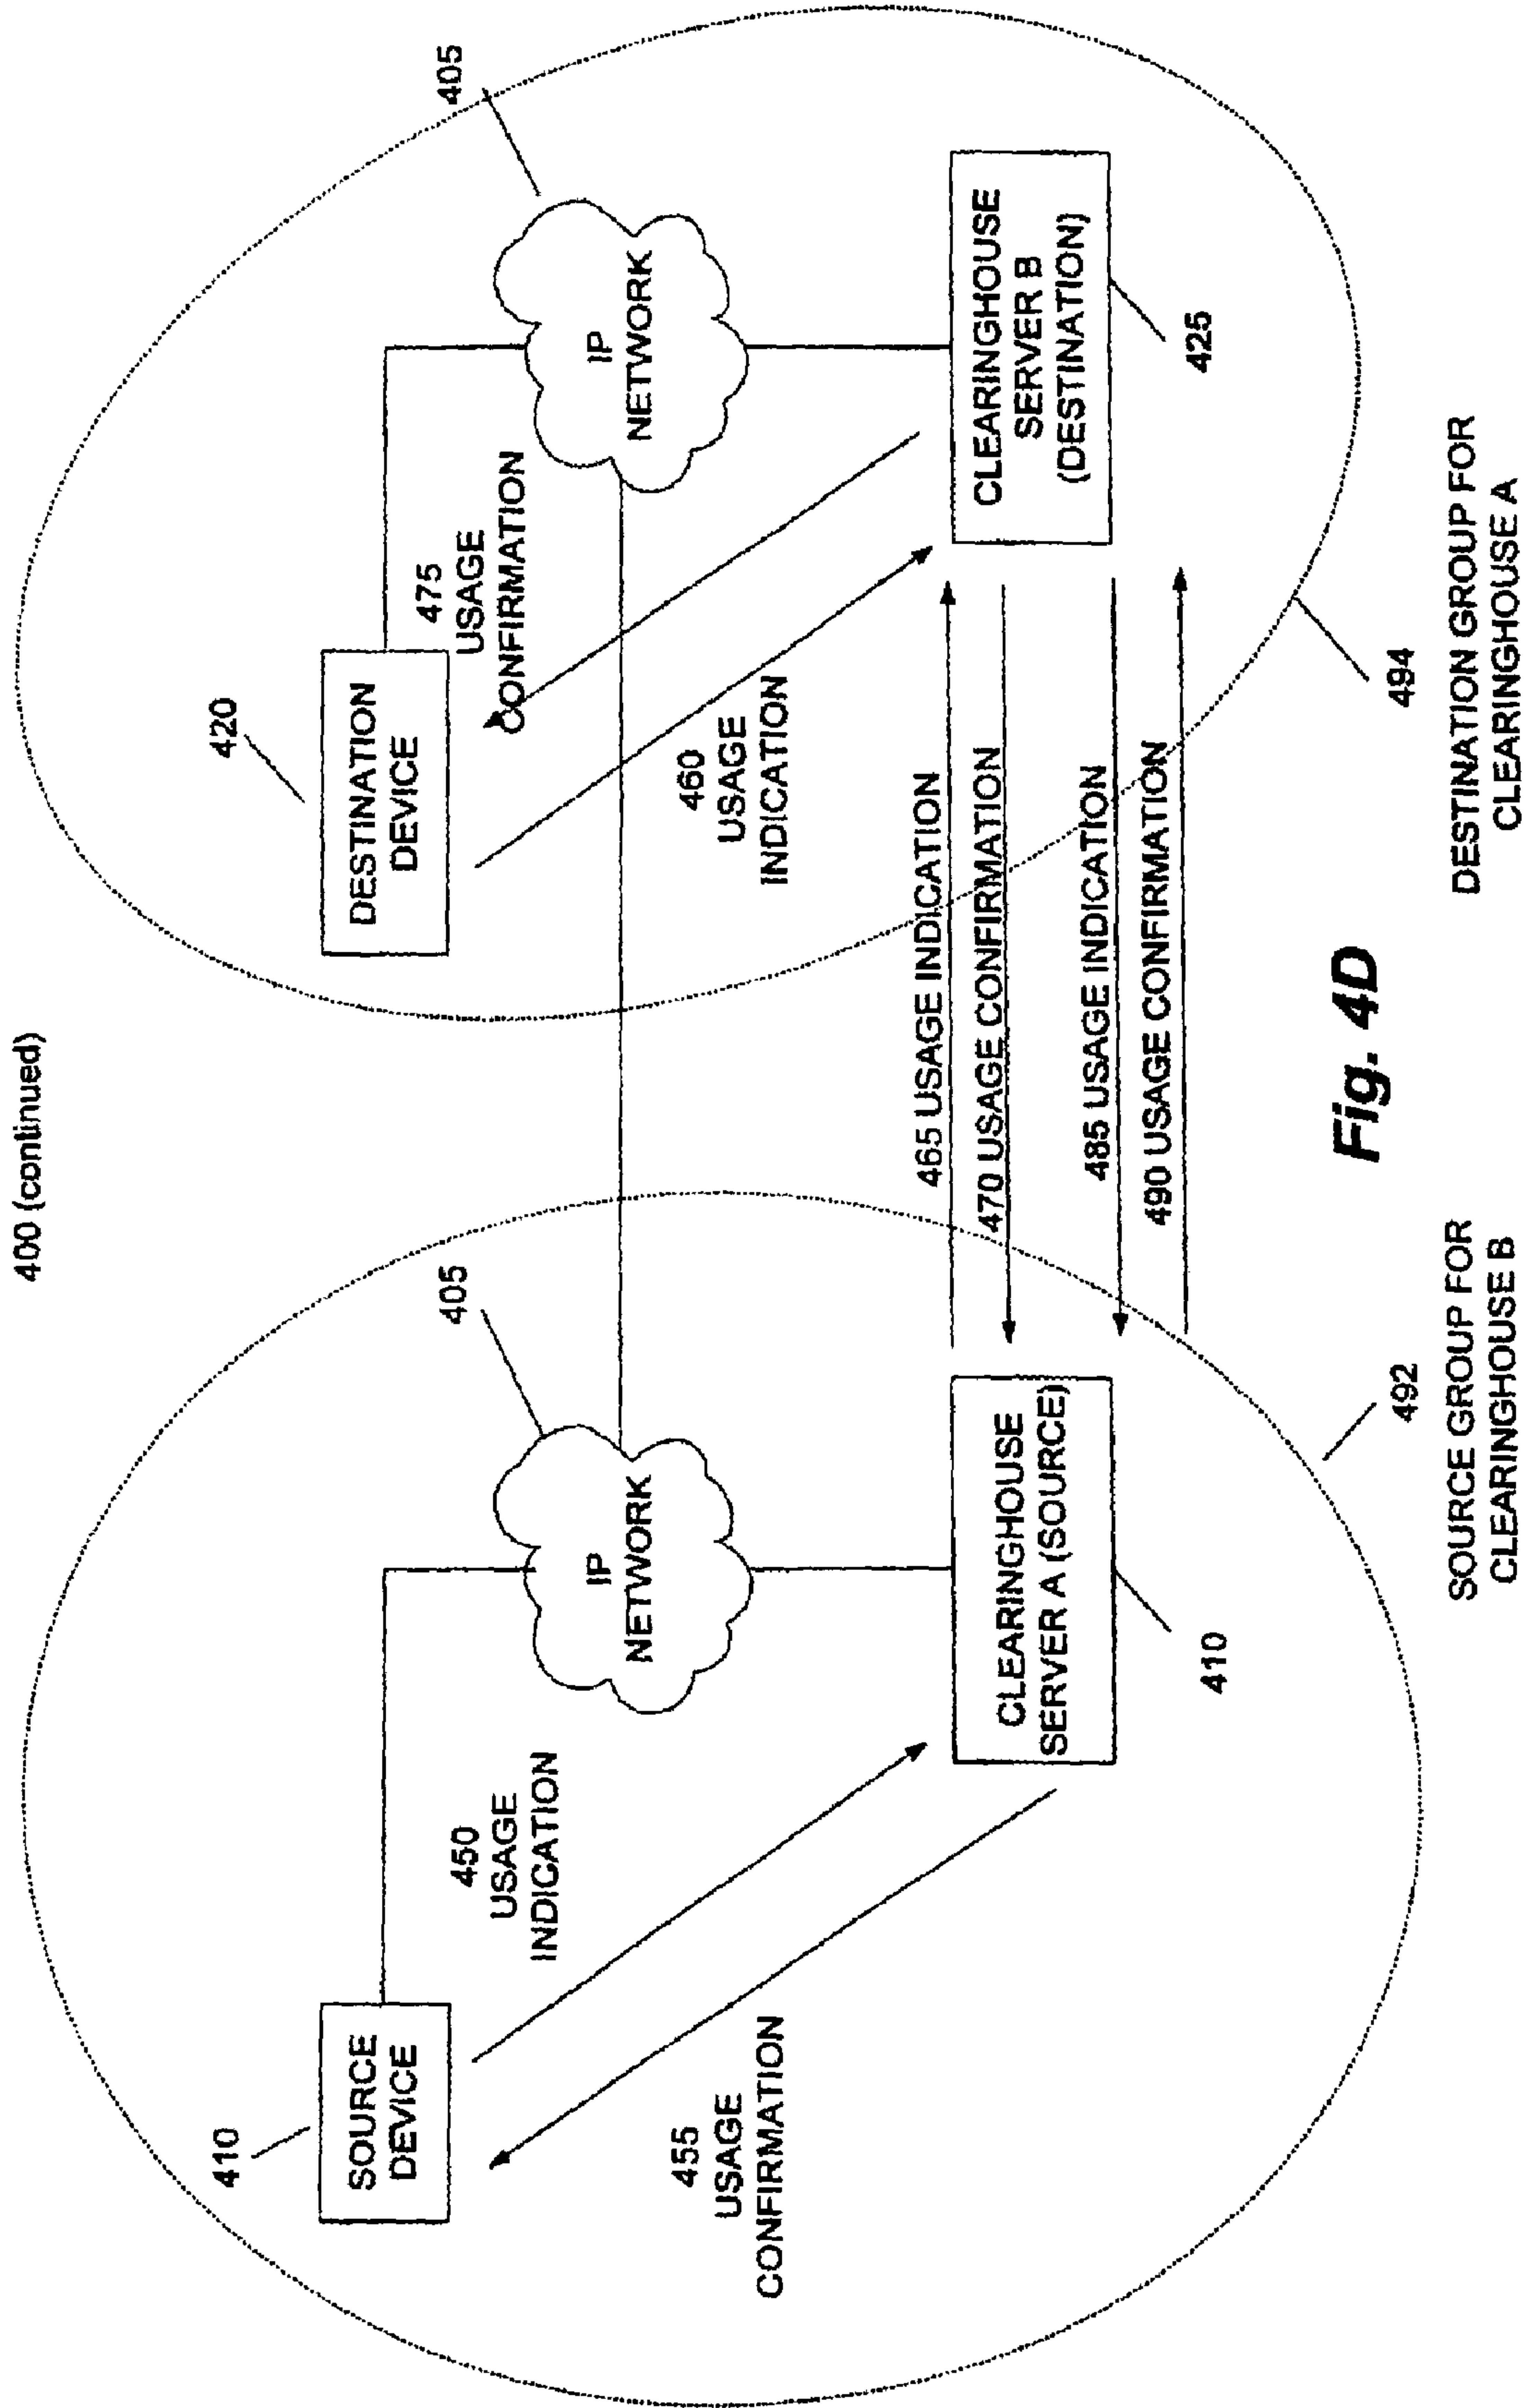 400 (continued)
410
SOURCE
DEVICE
450
USAGE
INDICATION
455
USAGE
CONFIRMATION
405
IP
NETWORK
CLEARINGHOUSE
SERVER A (SOURCE)
410
420
DESTINATION
DEVICE
475
USAGE
CONFIRMATION
460
USAGE
INDICATION
405
IP
NETWORK
CLEARINGHOUSE
SERVER B
(DESTINATION)
425
465 USAGE INDICATION
470 USAGE CONFIRMATION
485 USAGE INDICATION
490 USAGE CONFIRMATION
492
SOURCE GROUP FOR
CLEARINGHOUSE B
494
DESTINATION GROUP FOR
CLEARINGHOUSE A
Fig. 4D